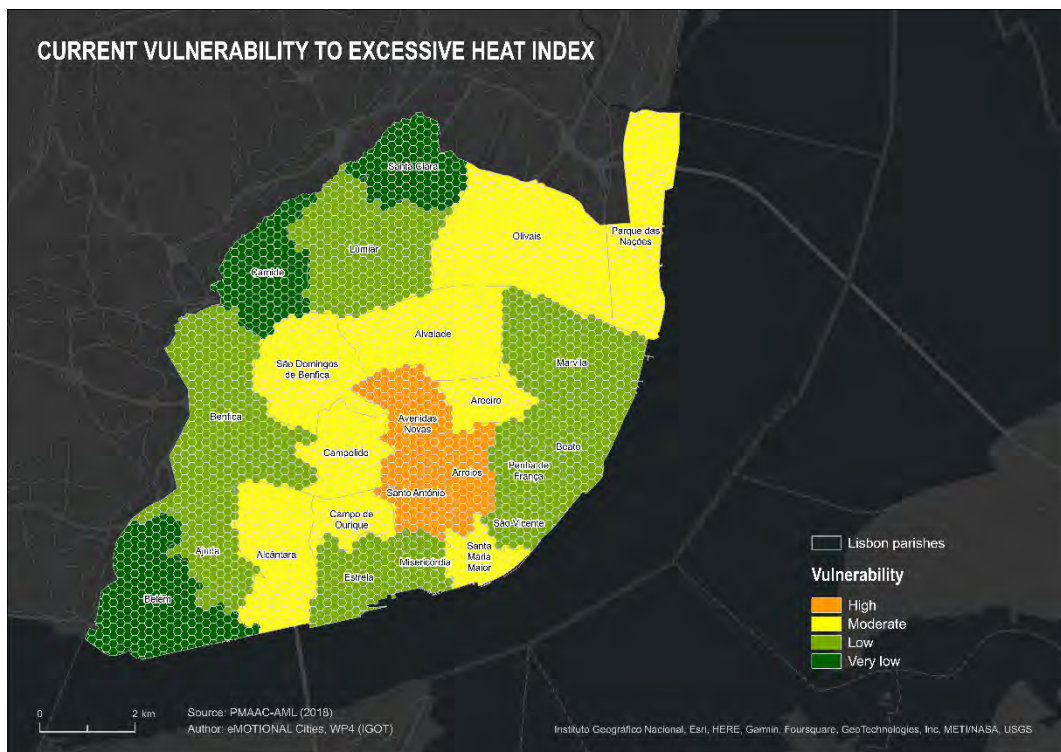 CURRENT VULNERABILITY TO EXCESSIVE HEAT INDEX
Santa Clara
Lumiar
Olivais
Parque das
Nações
Carnide
Alvalade
São Domingos
de Benfica
Marvila
Benfica
Avenidas
Novas
Areeiro
Campolide
Beato
Penha de
França
Arroios
Santo António
Campo de
Ourique
São Vicente
Ajuda
Alcântara
Estrela
Misericórdia
Santa
Maria
Maior
Belém
Lisbon parishes
Vulnerability
High
Moderate
Low
Very low
0 2 km
Source: PMAAC-AML (2018)
Author: eMOTIONAL Cities, WP4 (IGOT)
Instituto Geográfico Nacional, Esri, HERE, Garmin, Foursquare, GeoTechnologies, Inc, METI/NASA, USGS